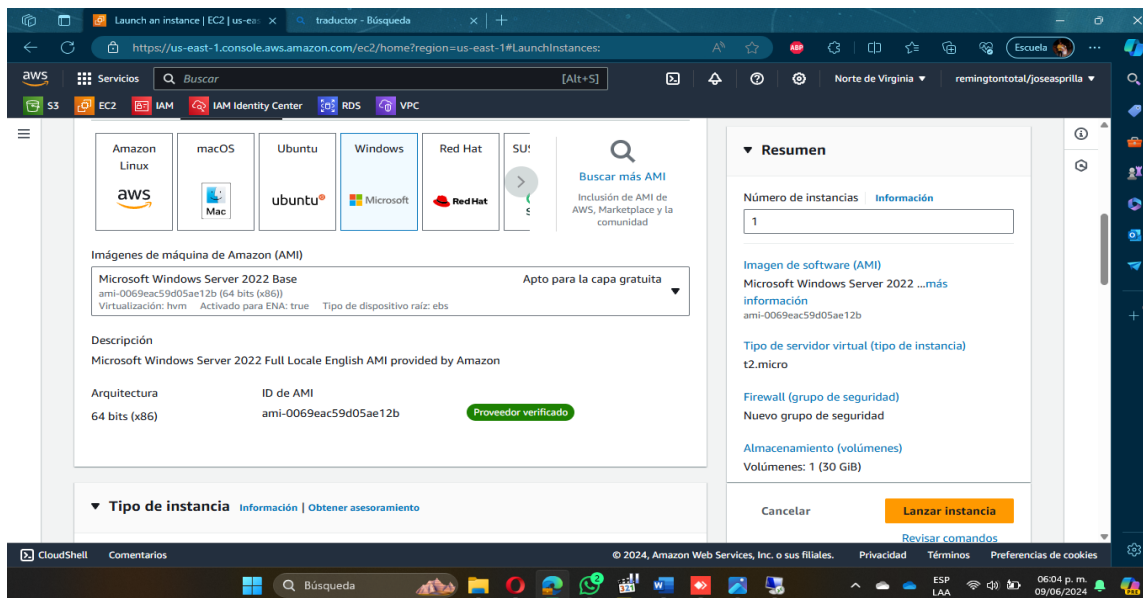 Launch an instance | EC2 | us-eas
traductor - Búsqueda
https://us-east-1.console.aws.amazon.com/ec2/home?region=us-east-1#LaunchInstances:
Escuela
aws
Servicios
Buscar
[Alt+S]
Norte de Virginia
remingtontotal/joseasprilla
S3
EC2
IAM
IAM Identity Center
RDS
VPC
Amazon
Linux
aws
macOS
Mac
Ubuntu
ubuntu
Windows
Microsoft
Red Hat
Red Hat
Buscar más AMI
Inclusión de AMI de
AWS, Marketplace y la
comunidad
Imágenes de máquina de Amazon (AMI)
Microsoft Windows Server 2022 Base
Apto para la capa gratuita
ami-0069eac59d05ae12b (64 bits (x86))
Virtualización: hvm Activado para ENA: true Tipo de dispositivo raíz: ebs
Descripción
Microsoft Windows Server 2022 Full Locale English AMI provided by Amazon
Arquitectura
64 bits (x86)
ID de AMI
ami-0069eac59d05ae12b
Proveedor verificado
Tipo de instancia Información | Obtener asesoramiento
Resumen
Número de instancias Información
1
Imagen de software (AMI)
Microsoft Windows Server 2022 ...más
información
ami-0069eac59d05ae12b
Tipo de servidor virtual (tipo de instancia)
t2.micro
Firewall (grupo de seguridad)
Nuevo grupo de seguridad
Almacenamiento (volúmenes)
Volúmenes: 1 (30 GiB)
Cancelar
Lanzar instancia
Revisar comandos
CloudShell
Comentarios
© 2024, Amazon Web Services, Inc. o sus filiales.
Privacidad
Términos
Preferencias de cookies
Búsqueda
ESP
LAA
06:04 p. m.
09/06/2024